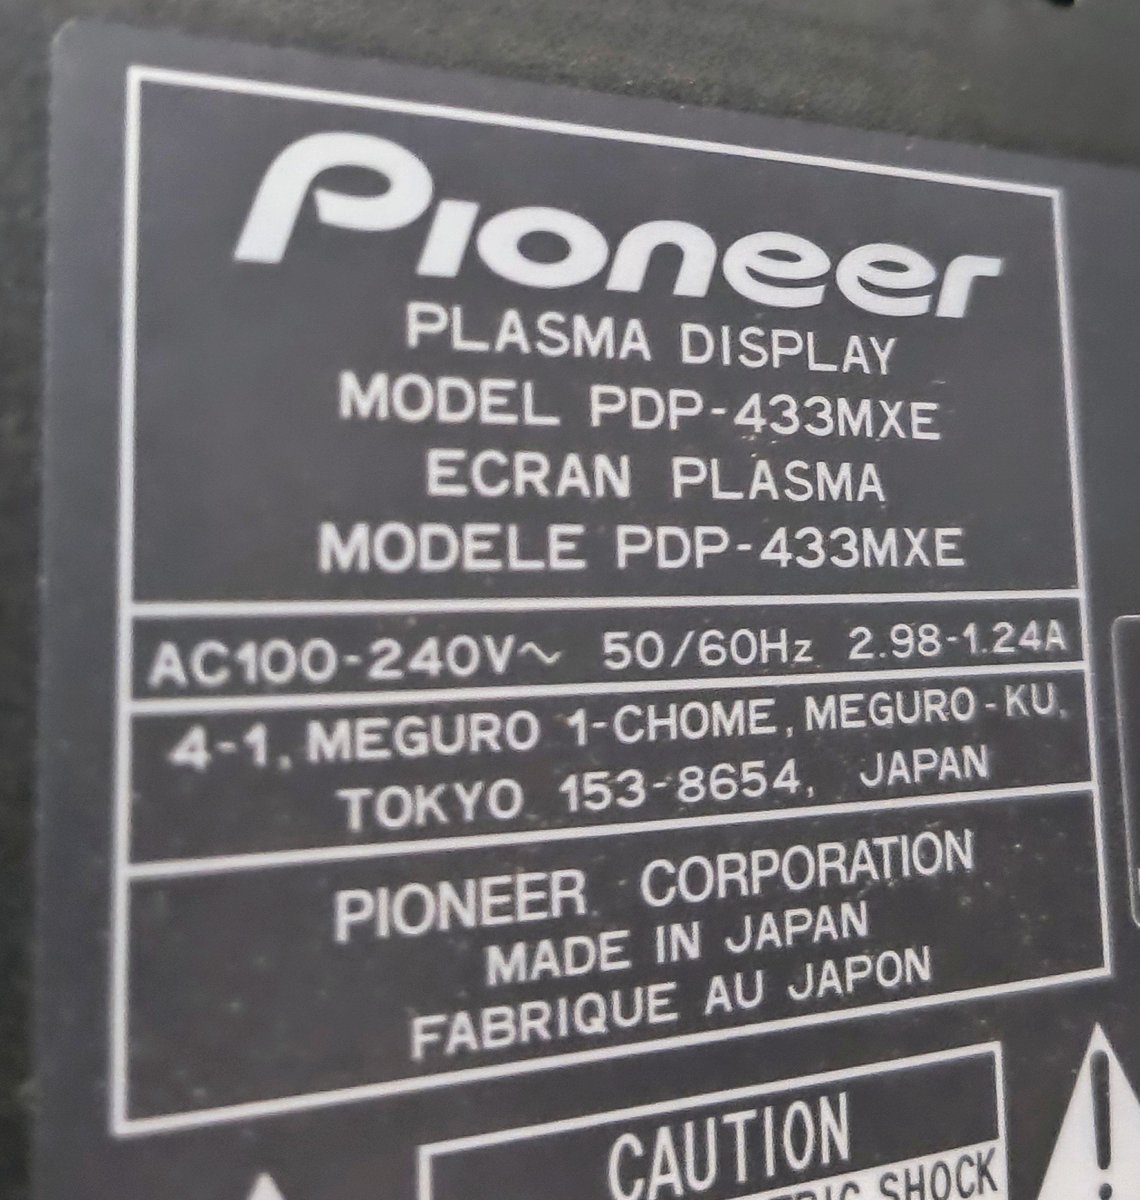 Pioneer
PLASMA DISPLAY
MODEL PDP-433MXE
ECRAN PLASMA
MODELE PDP-433MXE
AC100-240V~ 50/60Hz 2.98-1.24A
4-1, MEGURO 1-CHOME, MEGURO-KU,
TOKYO 153-8654, JAPAN
PIONEER CORPORATION
MADE IN JAPAN
FABRIQUE AU JAPON
CAUTION
SHOCK